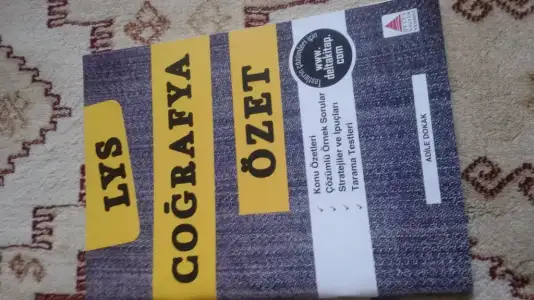 LYS
COĞRAFYA
ÖZET
testlerin çözümleri için
www.
deltakitap.
com
✓ Konu Özetleri
✓ Çözümlü Örnek Sorular
✓ Stratejiler ve İpuçları
✓ Tarama Testleri
ADİLE DOKAK